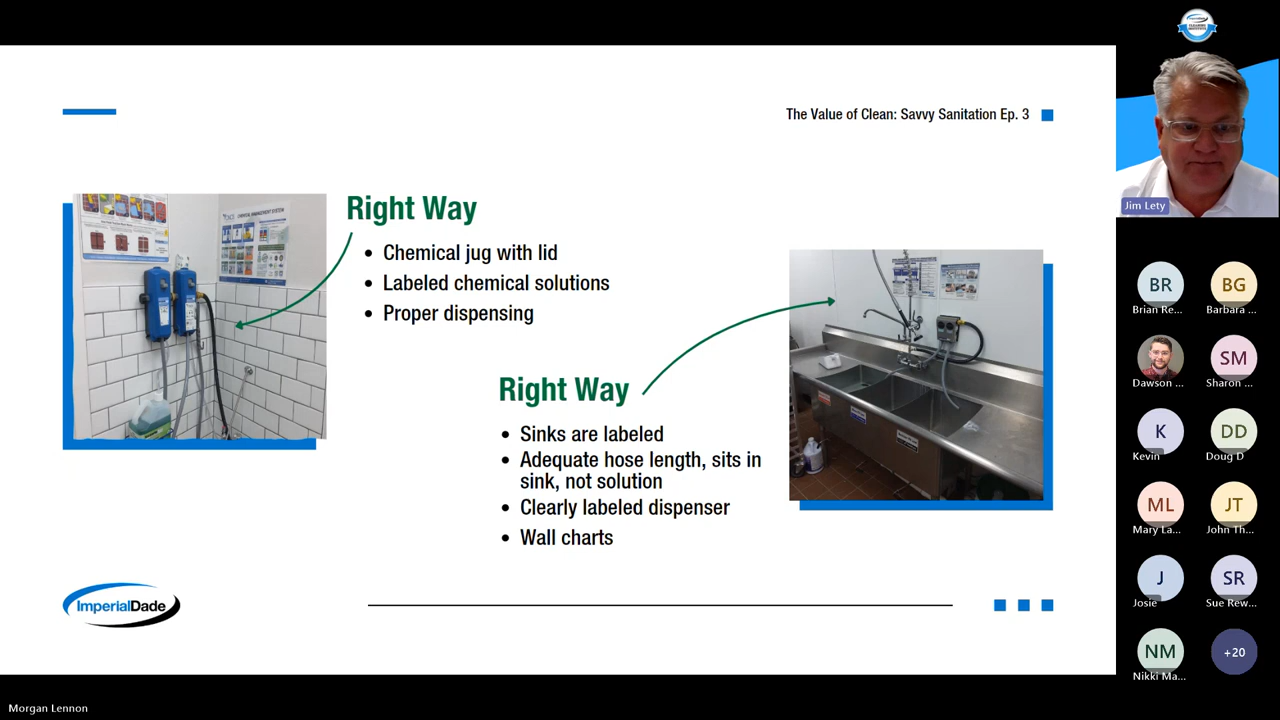 The Value of Clean: Savvy Sanitation Ep. 3
Right Way
• Chemical jug with lid
• Labeled chemical solutions
• Proper dispensing
Right Way
• Sinks are labeled
• Adequate hose length, sits in
sink, not solution
• Clearly labeled dispenser
• Wall charts
ImperialDade
Jim Lety
BR
Brian Re...
BG
Barbara ...
Dawson ...
SM
Sharon ...
K
Kevin
DD
Doug D
ML
Mary La...
JT
John Th...
J
Josie
SR
Sue Rew...
NM
Nikki Ma...
+20
Morgan Lennon